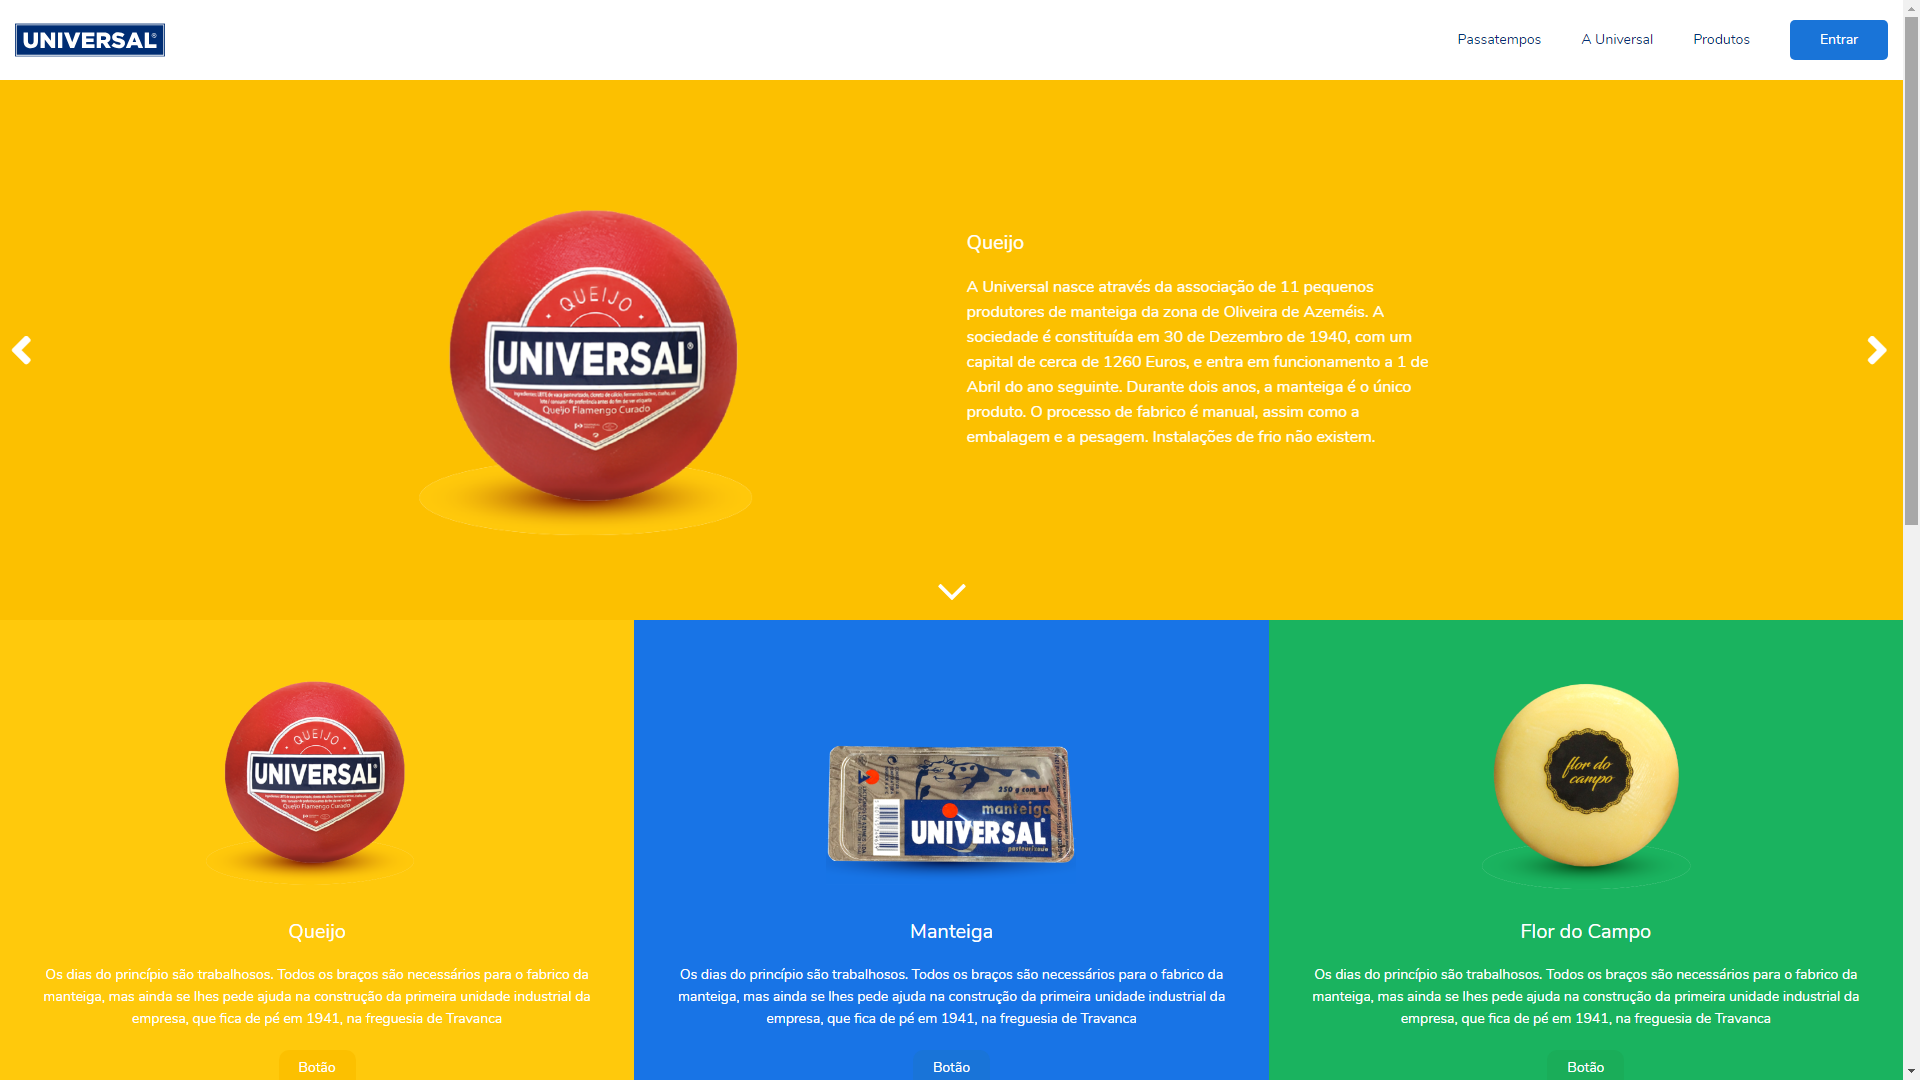 UNIVERSAL®
Passatempos
A Universal
Produtos
Entrar
QUEIJO
UNIVERSAL®
Queijo Flamengo Curado
Queijo
A Universal nasce através da associação de 11 pequenos
produtores de manteiga da zona de Oliveira de Azeméis. A
sociedade é constituída em 30 de Dezembro de 1940, com um
capital de cerca de 1260 Euros, e entra em funcionamento a 1 de
Abril do ano seguinte. Durante dois anos, a manteiga é o único
produto. O processo de fabrico é manual, assim como a
embalagem e a pesagem. Instalações de frio não existem.
QUEIJO
UNIVERSAL®
Queijo Flamengo Curado
Queijo
Os dias do princípio são trabalhosos. Todos os braços são necessários para o fabrico da
manteiga, mas ainda se lhes pede ajuda na construção da primeira unidade industrial da
empresa, que fica de pé em 1941, na freguesia de Travanca
Botão
250 g com sal
manteiga
UNIVERSAL®
pasteurizada
Manteiga
Os dias do princípio são trabalhosos. Todos os braços são necessários para o fabrico da
manteiga, mas ainda se lhes pede ajuda na construção da primeira unidade industrial da
empresa, que fica de pé em 1941, na freguesia de Travanca
Botão
flor do
campo
Flor do Campo
Os dias do princípio são trabalhosos. Todos os braços são necessários para o fabrico da
manteiga, mas ainda se lhes pede ajuda na construção da primeira unidade industrial da
empresa, que fica de pé em 1941, na freguesia de Travanca
Botão